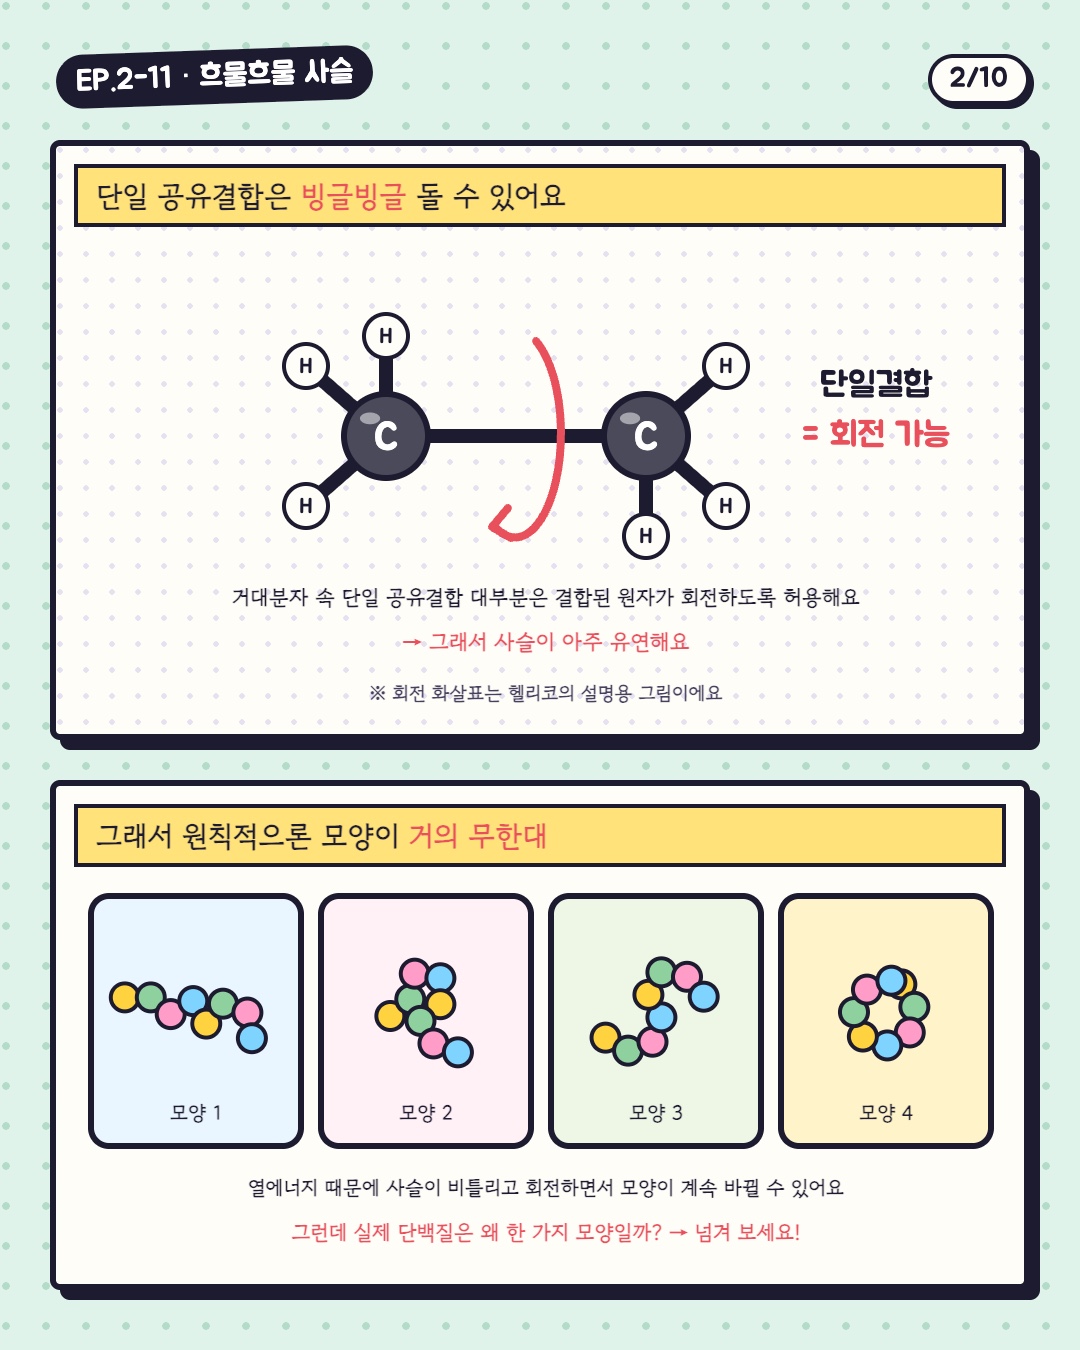 EP.2-11 · 흐물흐물 사슬
2/10
단일 공유결합은 빙글빙글 돌 수 있어요
H
H
H
H
C
C
H
H
H
단일결합
= 회전 가능
거대분자 속 단일 공유결합 대부분은 결합된 원자가 회전하도록 허용해요
→ 그래서 사슬이 아주 유연해요
※ 회전 화살표는 헬리코의 설명용 그림이에요
그래서 원칙적으론 모양이 거의 무한대
모양 1
모양 2
모양 3
모양 4
열에너지 때문에 사슬이 비틀리고 회전하면서 모양이 계속 바뀔 수 있어요
그런데 실제 단백질은 왜 한 가지 모양일까? → 넘겨 보세요!